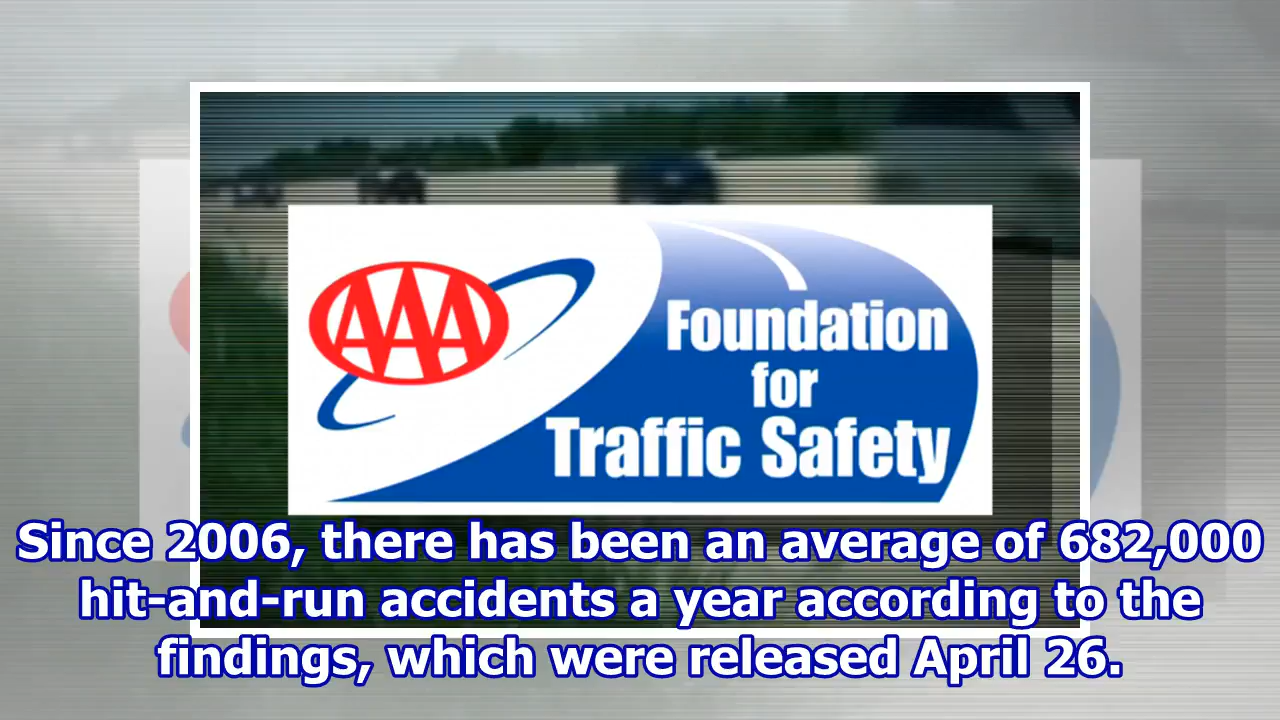 AAA
Foundation
for
Traffic Safety
Since 2006, there has been an average of 682,000
hit-and-run accidents a year according to the
findings, which were released April 26.